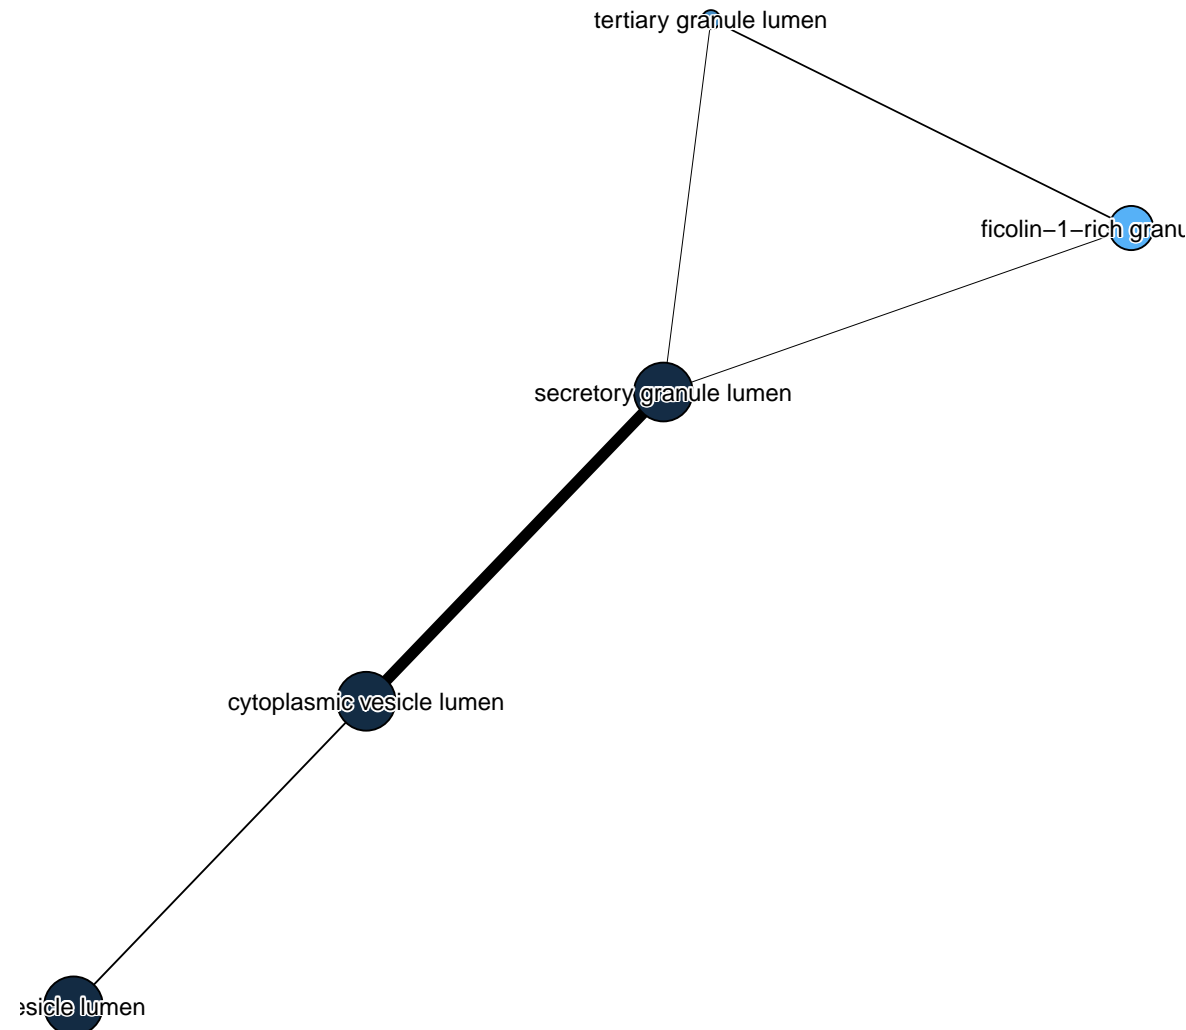 tertiary granule lumen
ficolin−1−rich granu
secretory granule lumen
cytoplasmic vesicle lumen
esicle lumen